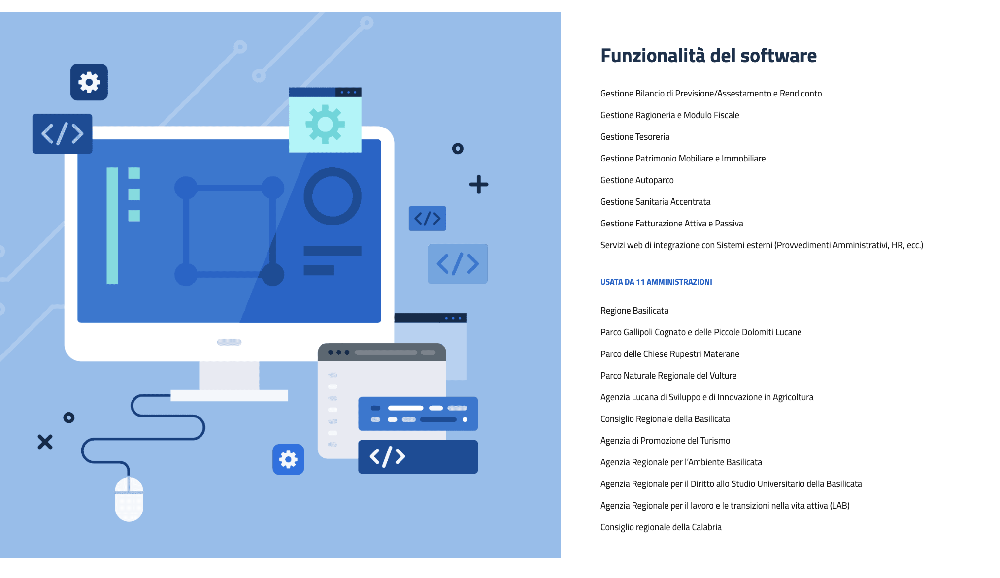 Funzionalità del software
Gestione Bilancio di Previsione/Assestamento e Rendiconto
Gestione Ragioneria e Modulo Fiscale
Gestione Tesoreria
Gestione Patrimonio Mobiliare e Immobiliare
Gestione Autoparco
Gestione Sanitaria Accentrata
Gestione Fatturazione Attiva e Passiva
Servizi web di integrazione con Sistemi esterni (Provvedimenti Amministrativi, HR, ecc.)
USATA DA 11 AMMINISTRAZIONI
Regione Basilicata
Parco Gallipoli Cognato e delle Piccole Dolomiti Lucane
Parco delle Chiese Rupestri Materane
Parco Naturale Regionale del Vulture
Agenzia Lucana di Sviluppo e di Innovazione in Agricoltura
Consiglio Regionale della Basilicata
Agenzia di Promozione del Turismo
Agenzia Regionale per l’Ambiente Basilicata
Agenzia Regionale per il Diritto allo Studio Universitario della Basilicata
Agenzia Regionale per il lavoro e le transizioni nella vita attiva (LAB)
Consiglio regionale della Calabria